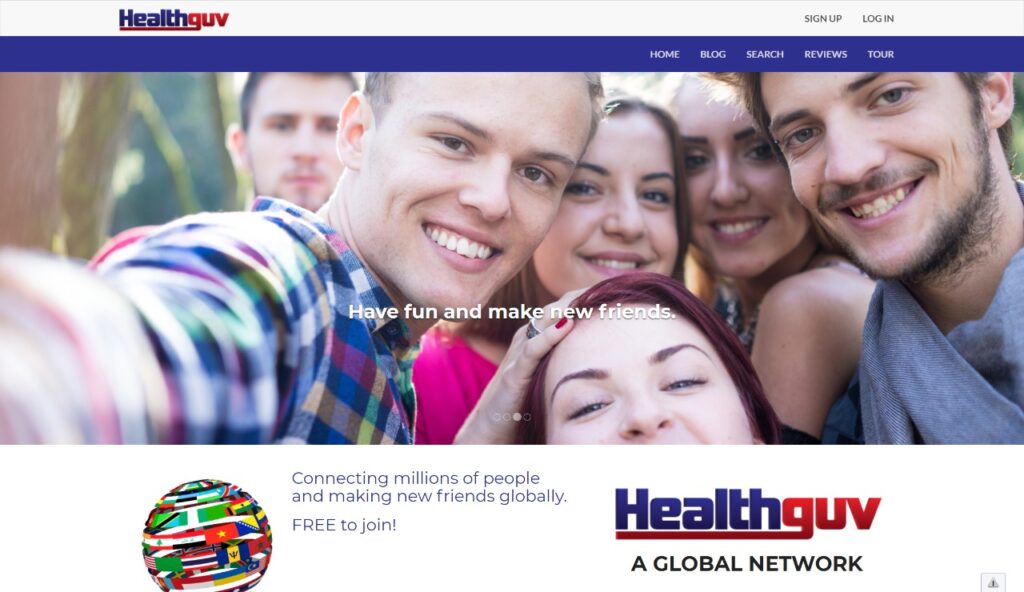 Healthguv
SIGN UP LOG IN
HOME BLOG SEARCH REVIEWS TOUR
Have fun and make new friends.
Connecting millions of people
and making new friends globally.
FREE to join!
Healthguv
A GLOBAL NETWORK